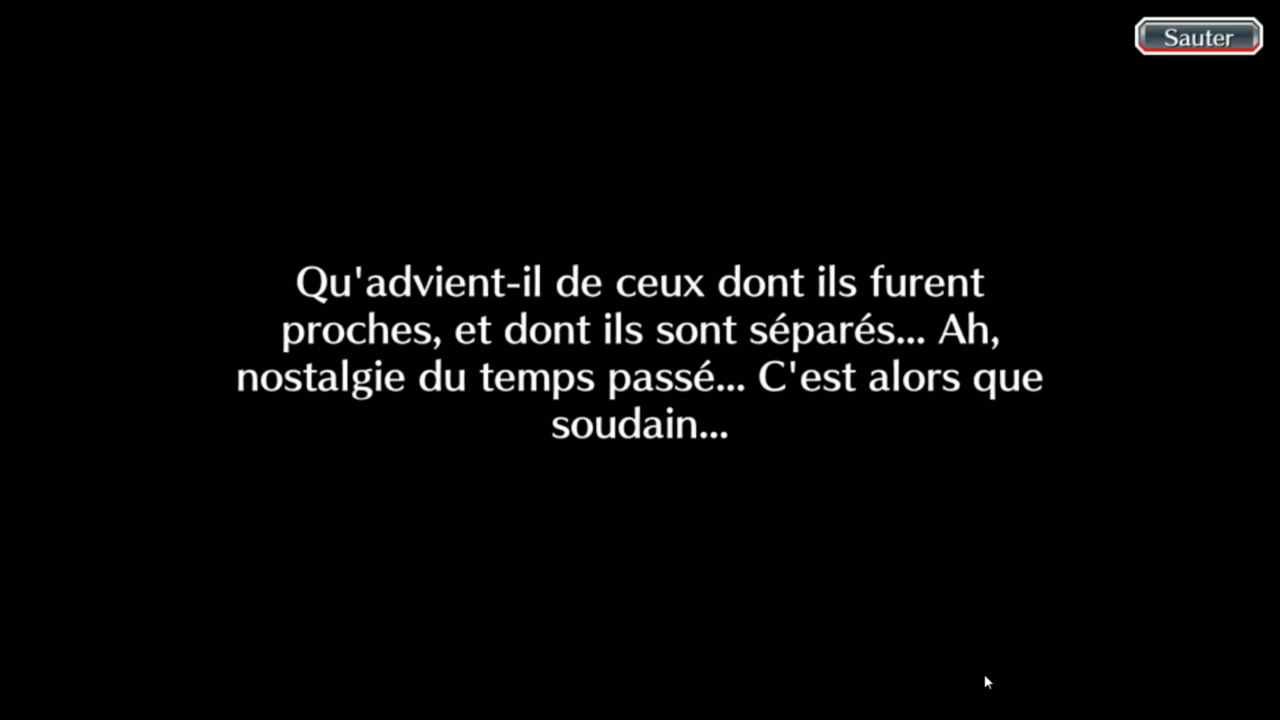 Sauter
Qu'advient-il de ceux dont ils furent
proches, et dont ils sont séparés... Ah,
nostalgie du temps passé... C'est alors que
soudain...